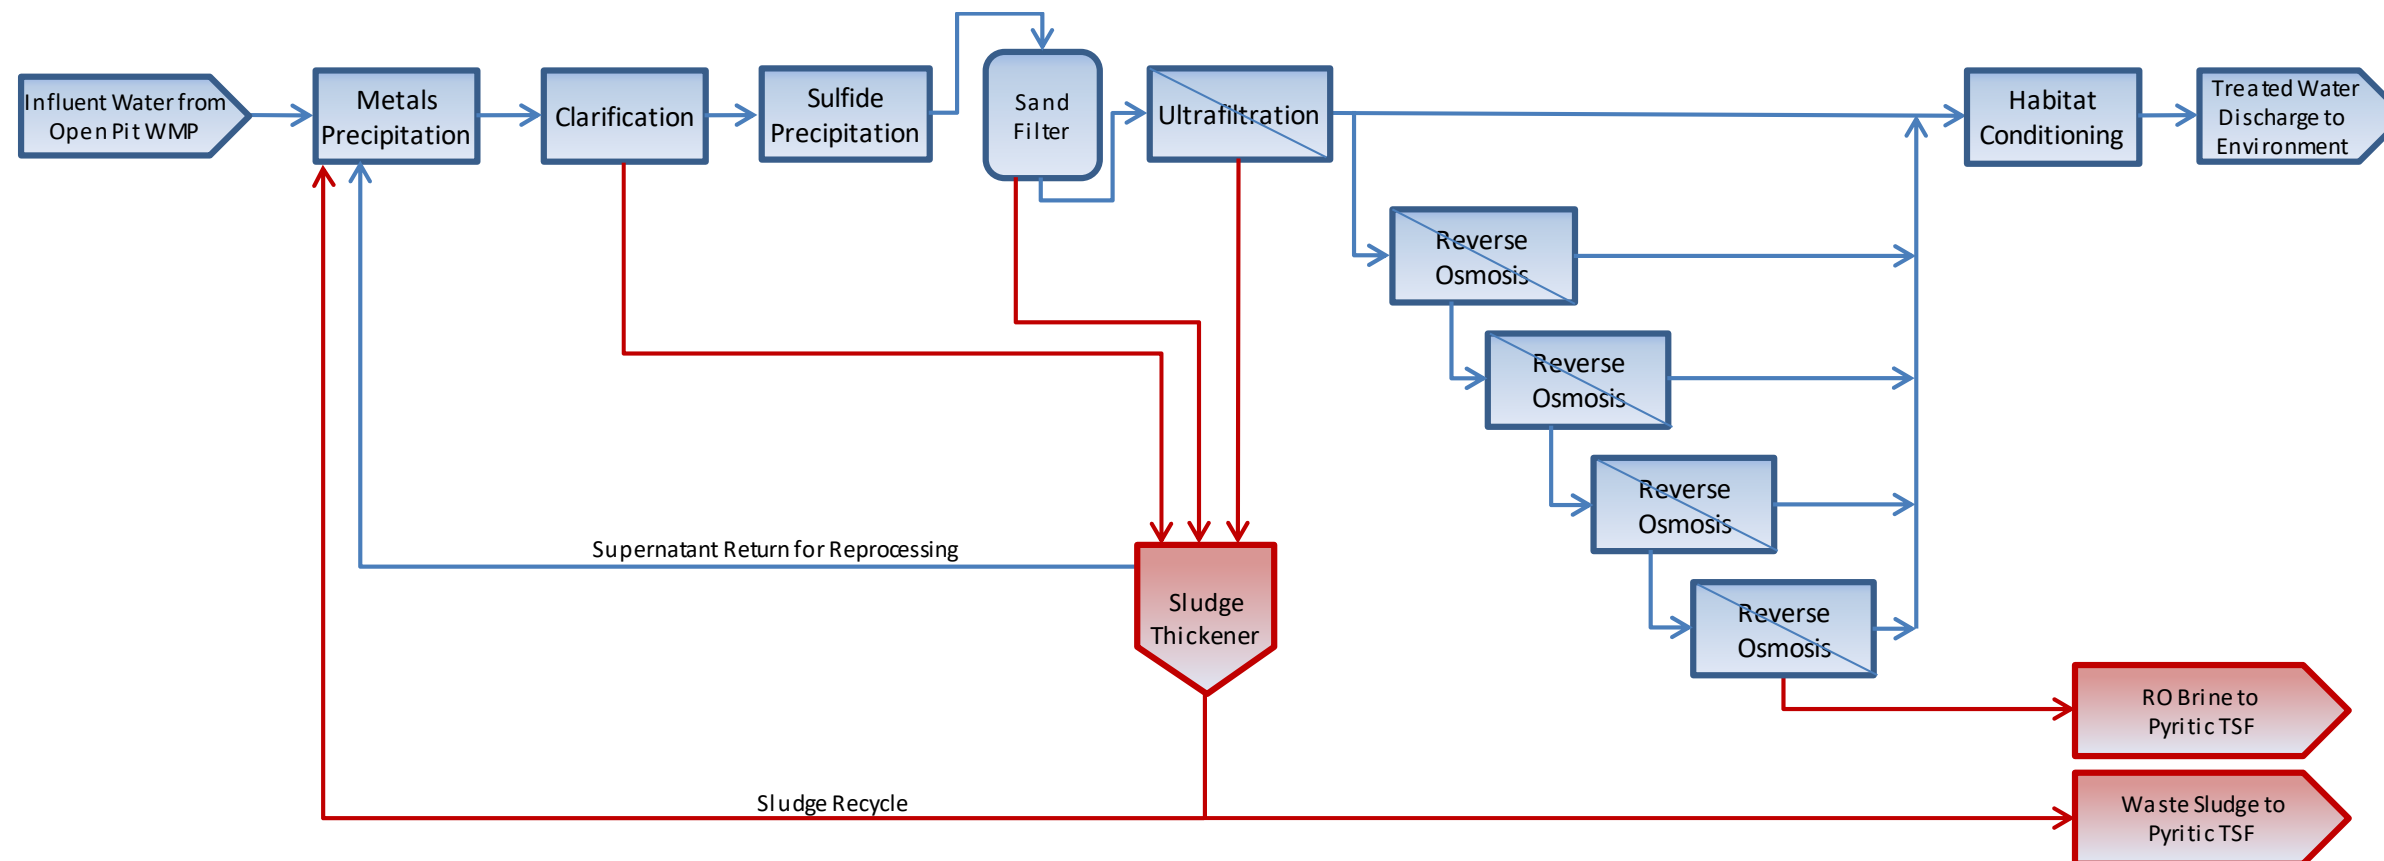 Influent Water from
Open Pit WMP
Metals
Precipitation
Clarification
Sulfide
Precipitation
Sand
Filter
Ultrafiltration
Habitat
Conditioning
Treated Water
Discharge to
Environment
Reverse
Osmosis
Reverse
Osmosis
Reverse
Osmosis
Reverse
Osmosis
Supernatant Return for Reprocessing
Sludge
Thickener
RO Brine to
Pyritic TSF
Sludge Recycle
Waste Sludge to
Pyritic TSF